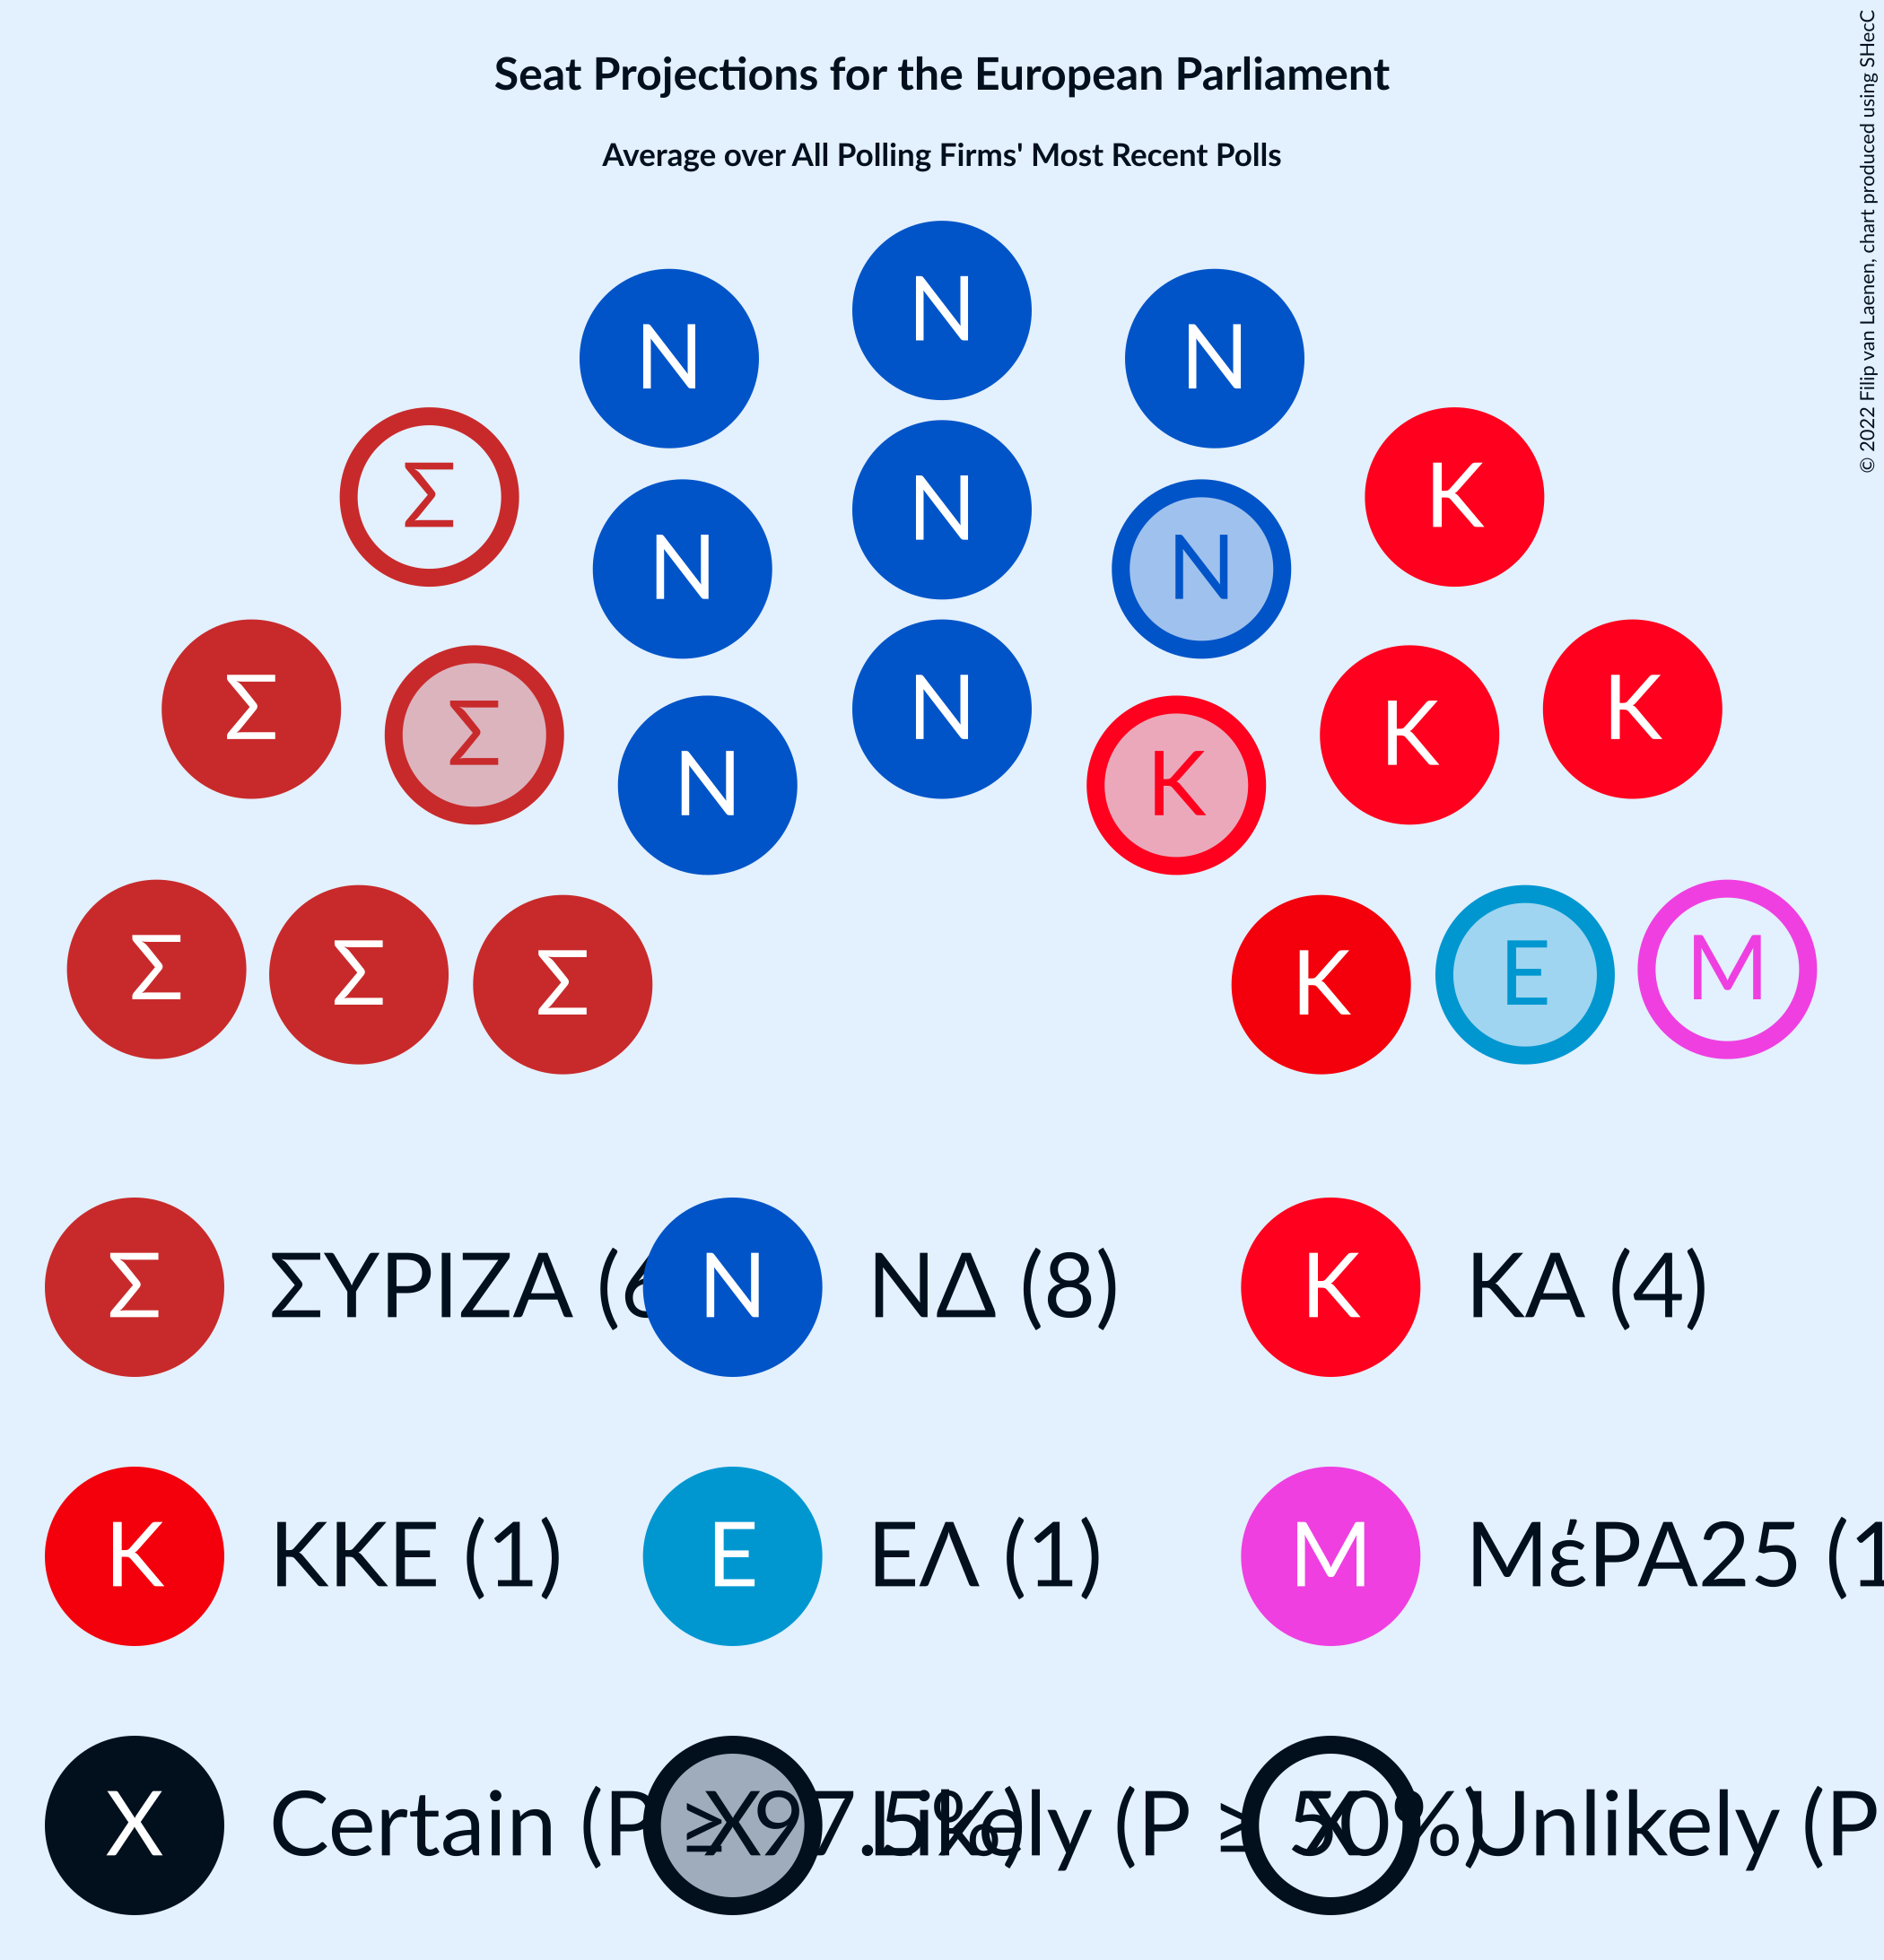 Seat Projections for the European Parliament
Average over All Polling Firms' Most Recent Polls
© 2022 Filip van Laenen, chart produced using SHecC
N
N N
Σ N K
N N
Σ N K
Σ K
N K
Σ Σ Σ K E M
Σ ΣΥΡΙΖΑ (6 N ΝΔ (8) K ΚΑ (4)
K ΚΚΕ (1) E ΕΛ (1) M ΜέΡΑ25 (1
X Certain (P ≥ 97.5%) X Likely (P ≥ 50%) X Unlikely (P